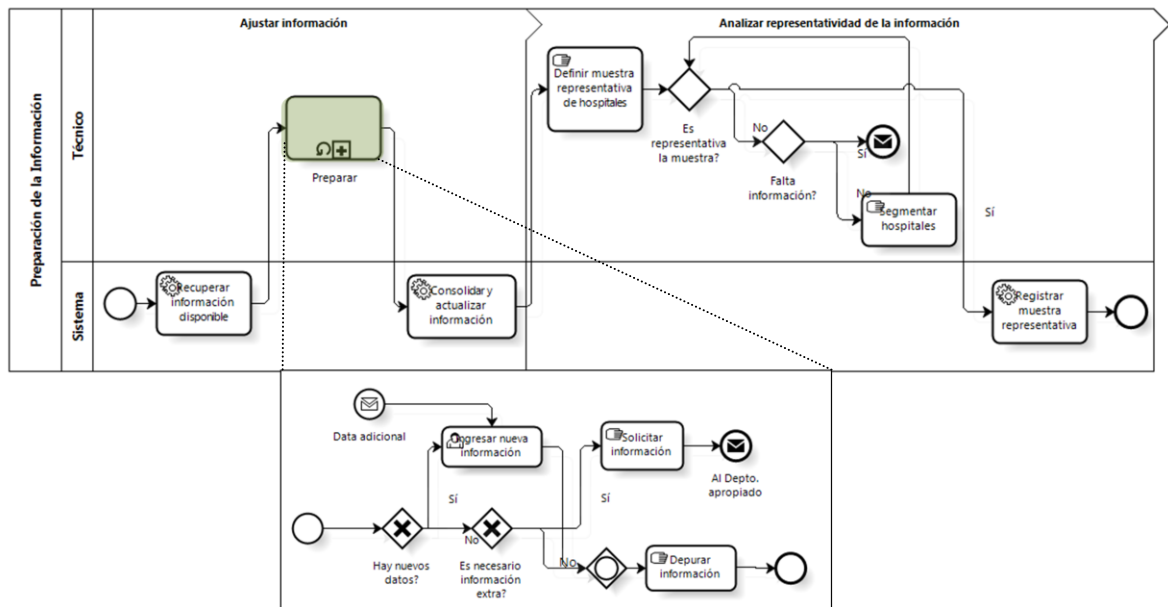 Ajustar información
Analizar representatividad de la información
Preparación de la Información
Técnico
Sistema
Preparar
Recuperar
información
disponible
Consolidar y
actualizar
información
Definir muestra
representativa
de hospitales
Es
representativa
la muestra?
No
Falta
información?
Sí
No
Segmentar
hospitales
Sí
Registrar
muestra
representativa
Data adicional
Ingresar nueva
información
Solicitar
información
Al Depto.
apropiado
Sí
Sí
Hay nuevos
datos?
No
Es necesario
información
extra?
No
Depurar
información